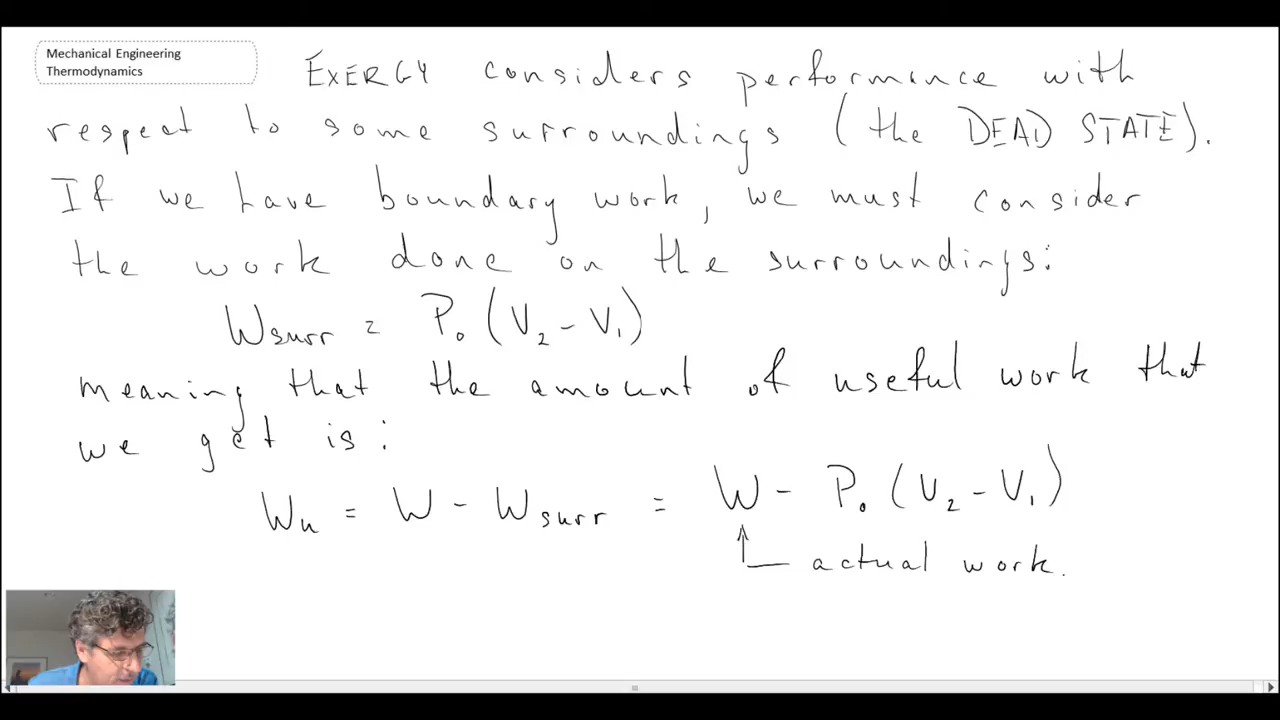 Mechanical Engineering
Thermodynamics
EXERGY considers performance with
respect to some surroundings (the DEAD STATE).
If we have boundary work, we must consider
the work done on the surroundings:
Wsurr = P₀ (V₂ - V₁)
meaning that the amount of useful work that
we get is:
Wu = W - Wsurr = W - P₀ (V₂ - V₁)
actual work.